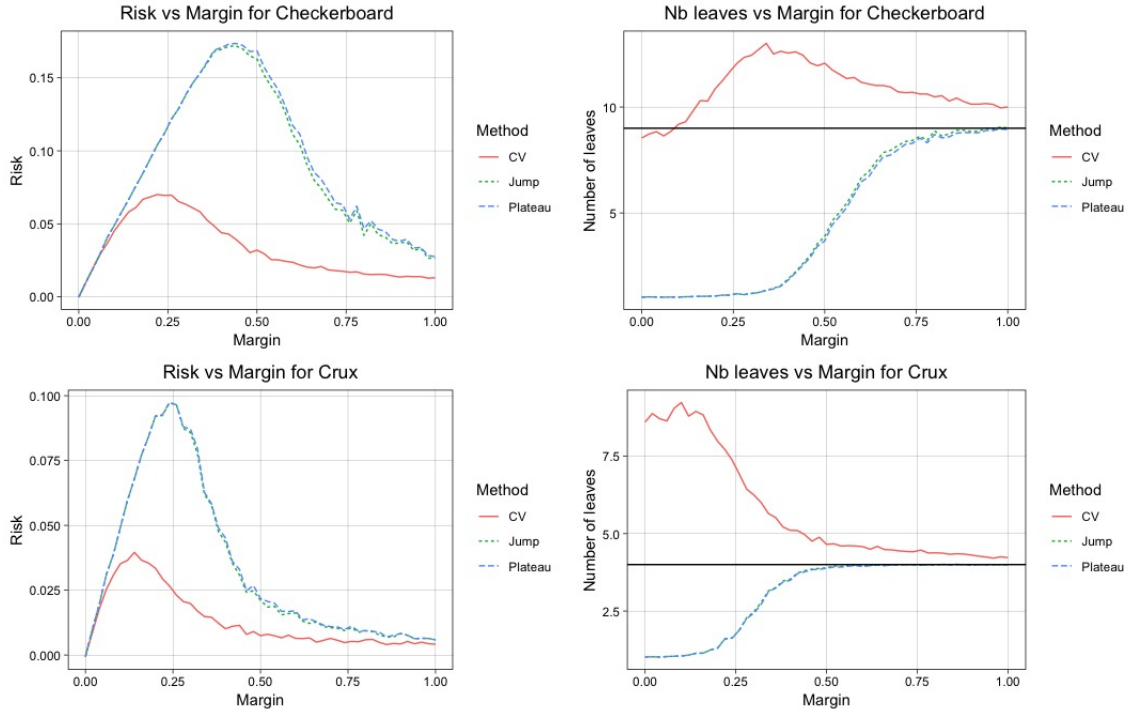 Risk vs Margin for Checkerboard
0.15
0.10
0.05
0.00
Risk
0.00 0.25 0.50 0.75 1.00
Margin
Method
CV
Jump
Plateau
Nb leaves vs Margin for Checkerboard
10
5
Number of leaves
0.00 0.25 0.50 0.75 1.00
Margin
Method
CV
Jump
Plateau
Risk vs Margin for Crux
0.100
0.075
0.050
0.025
0.000
Risk
0.00 0.25 0.50 0.75 1.00
Margin
Method
CV
Jump
Plateau
Nb leaves vs Margin for Crux
7.5
5.0
2.5
Number of leaves
0.00 0.25 0.50 0.75 1.00
Margin
Method
CV
Jump
Plateau